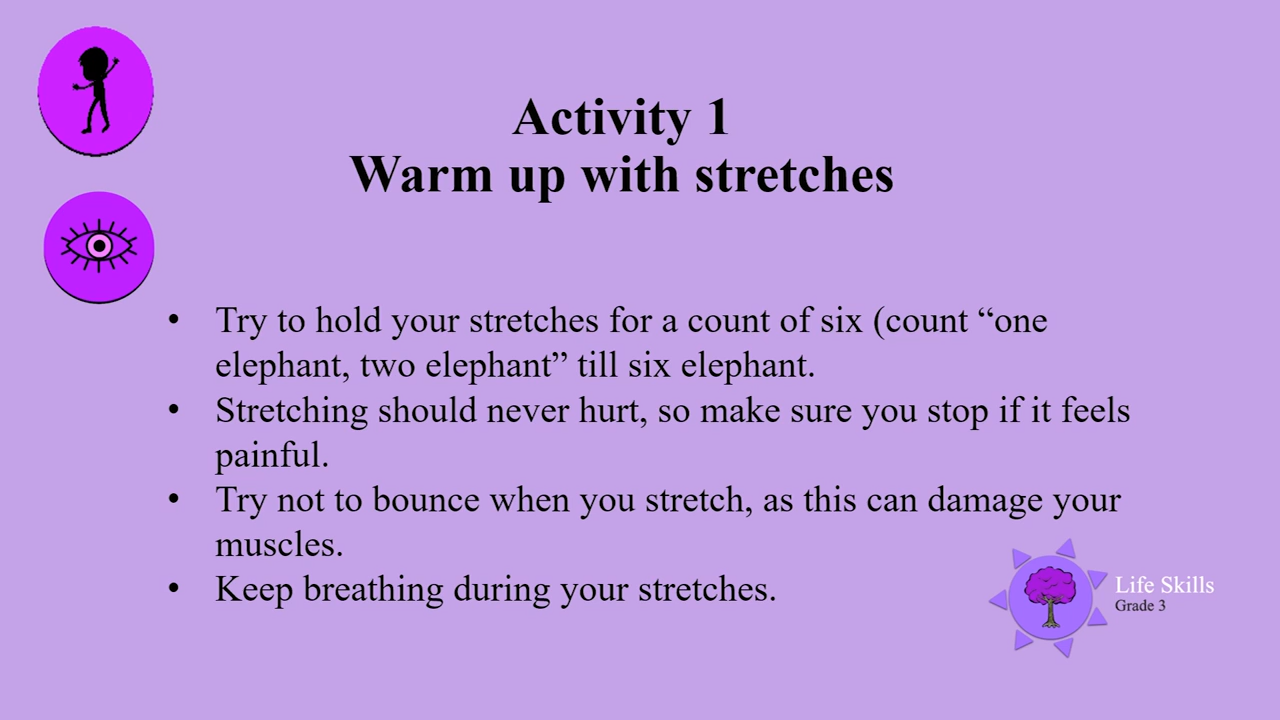 Activity 1
Warm up with stretches
• Try to hold your stretches for a count of six (count “one
elephant, two elephant” till six elephant.
• Stretching should never hurt, so make sure you stop if it feels
painful.
• Try not to bounce when you stretch, as this can damage your
muscles.
• Keep breathing during your stretches.
Life Skills
Grade 3